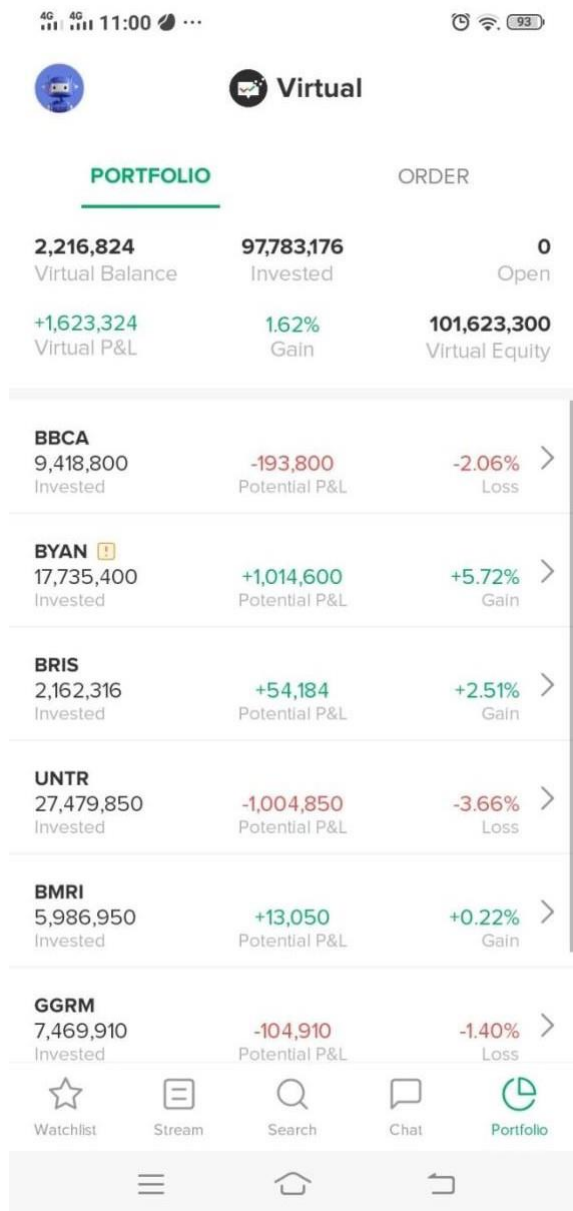 4G 4G 11:00 ... 93
Virtual
PORTFOLIO ORDER
2,216,824 97,783,176 0
Virtual Balance Invested Open
+1,623,324 1.62% 101,623,300
Virtual P&L Gain Virtual Equity
BBCA
9,418,800 -193,800 -2.06%
Invested Potential P&L Loss
BYAN
17,735,400 +1,014,600 +5.72%
Invested Potential P&L Gain
BRIS
2,162,316 +54,184 +2.51%
Invested Potential P&L Gain
UNTR
27,479,850 -1,004,850 -3.66%
Invested Potential P&L Loss
BMRI
5,986,950 +13,050 +0.22%
Invested Potential P&L Gain
GGRM
7,469,910 -104,910 -1.40%
Invested Potential P&L Loss
Watchlist Stream Search Chat Portfolio